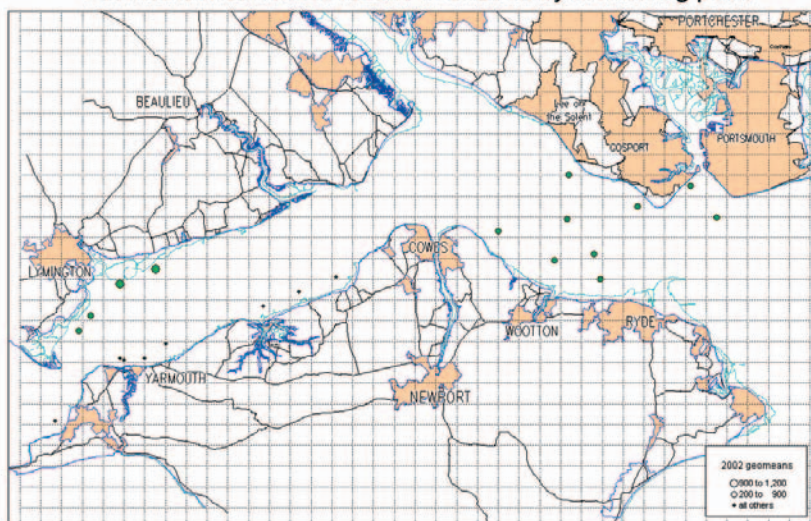 PORTCHESTER
BEAULIEU
Lee on
the Solent
GOSPORT
PORTSMOUTH
COWES
LYMINGTON
WOOTTON
RYDE
YARMOUTH
NEWPORT
2002 geomeans
900 to 1,200
200 to 900
all others